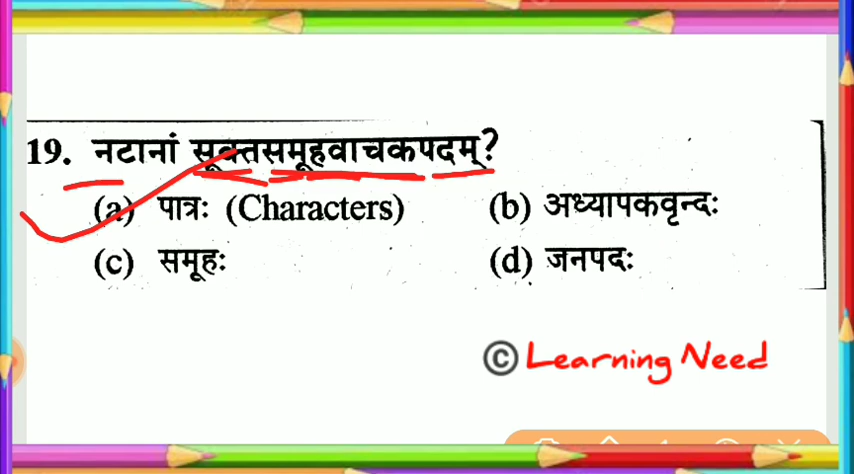 19. नटानां सूक्तसमूहवाचकपदम्?
(a) पात्रः (Characters) (b) अध्यापकवृन्दः
(c) समूहः (d) जनपदः
© Learning Need